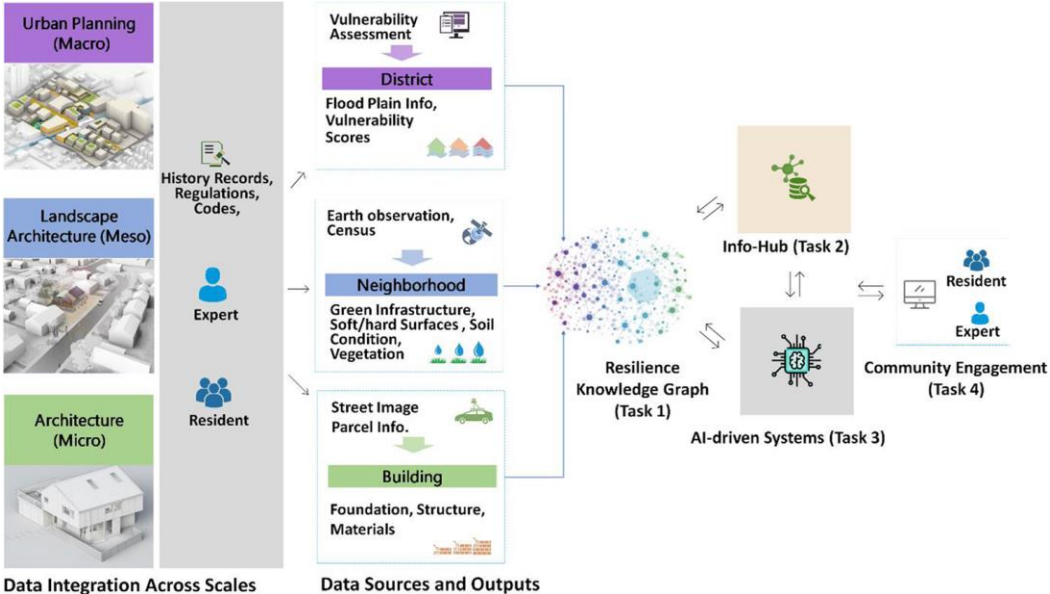 Urban Planning
(Macro)
Landscape
Architecture (Meso)
Architecture
(Micro)
Data Integration Across Scales
History Records,
Regulations,
Codes,
Expert
Resident
Vulnerability
Assessment
District
Flood Plain Info,
Vulnerability
Scores
Earth observation,
Census
Neighborhood
Green Infrastructure,
Soft/hard Surfaces , Soil
Condition,
Vegetation
Street Image
Parcel Info.
Building
Foundation, Structure,
Materials
Data Sources and Outputs
Resilience
Knowledge Graph
(Task 1)
Info-Hub (Task 2)
AI-driven Systems (Task 3)
Resident
Expert
Community Engagement
(Task 4)